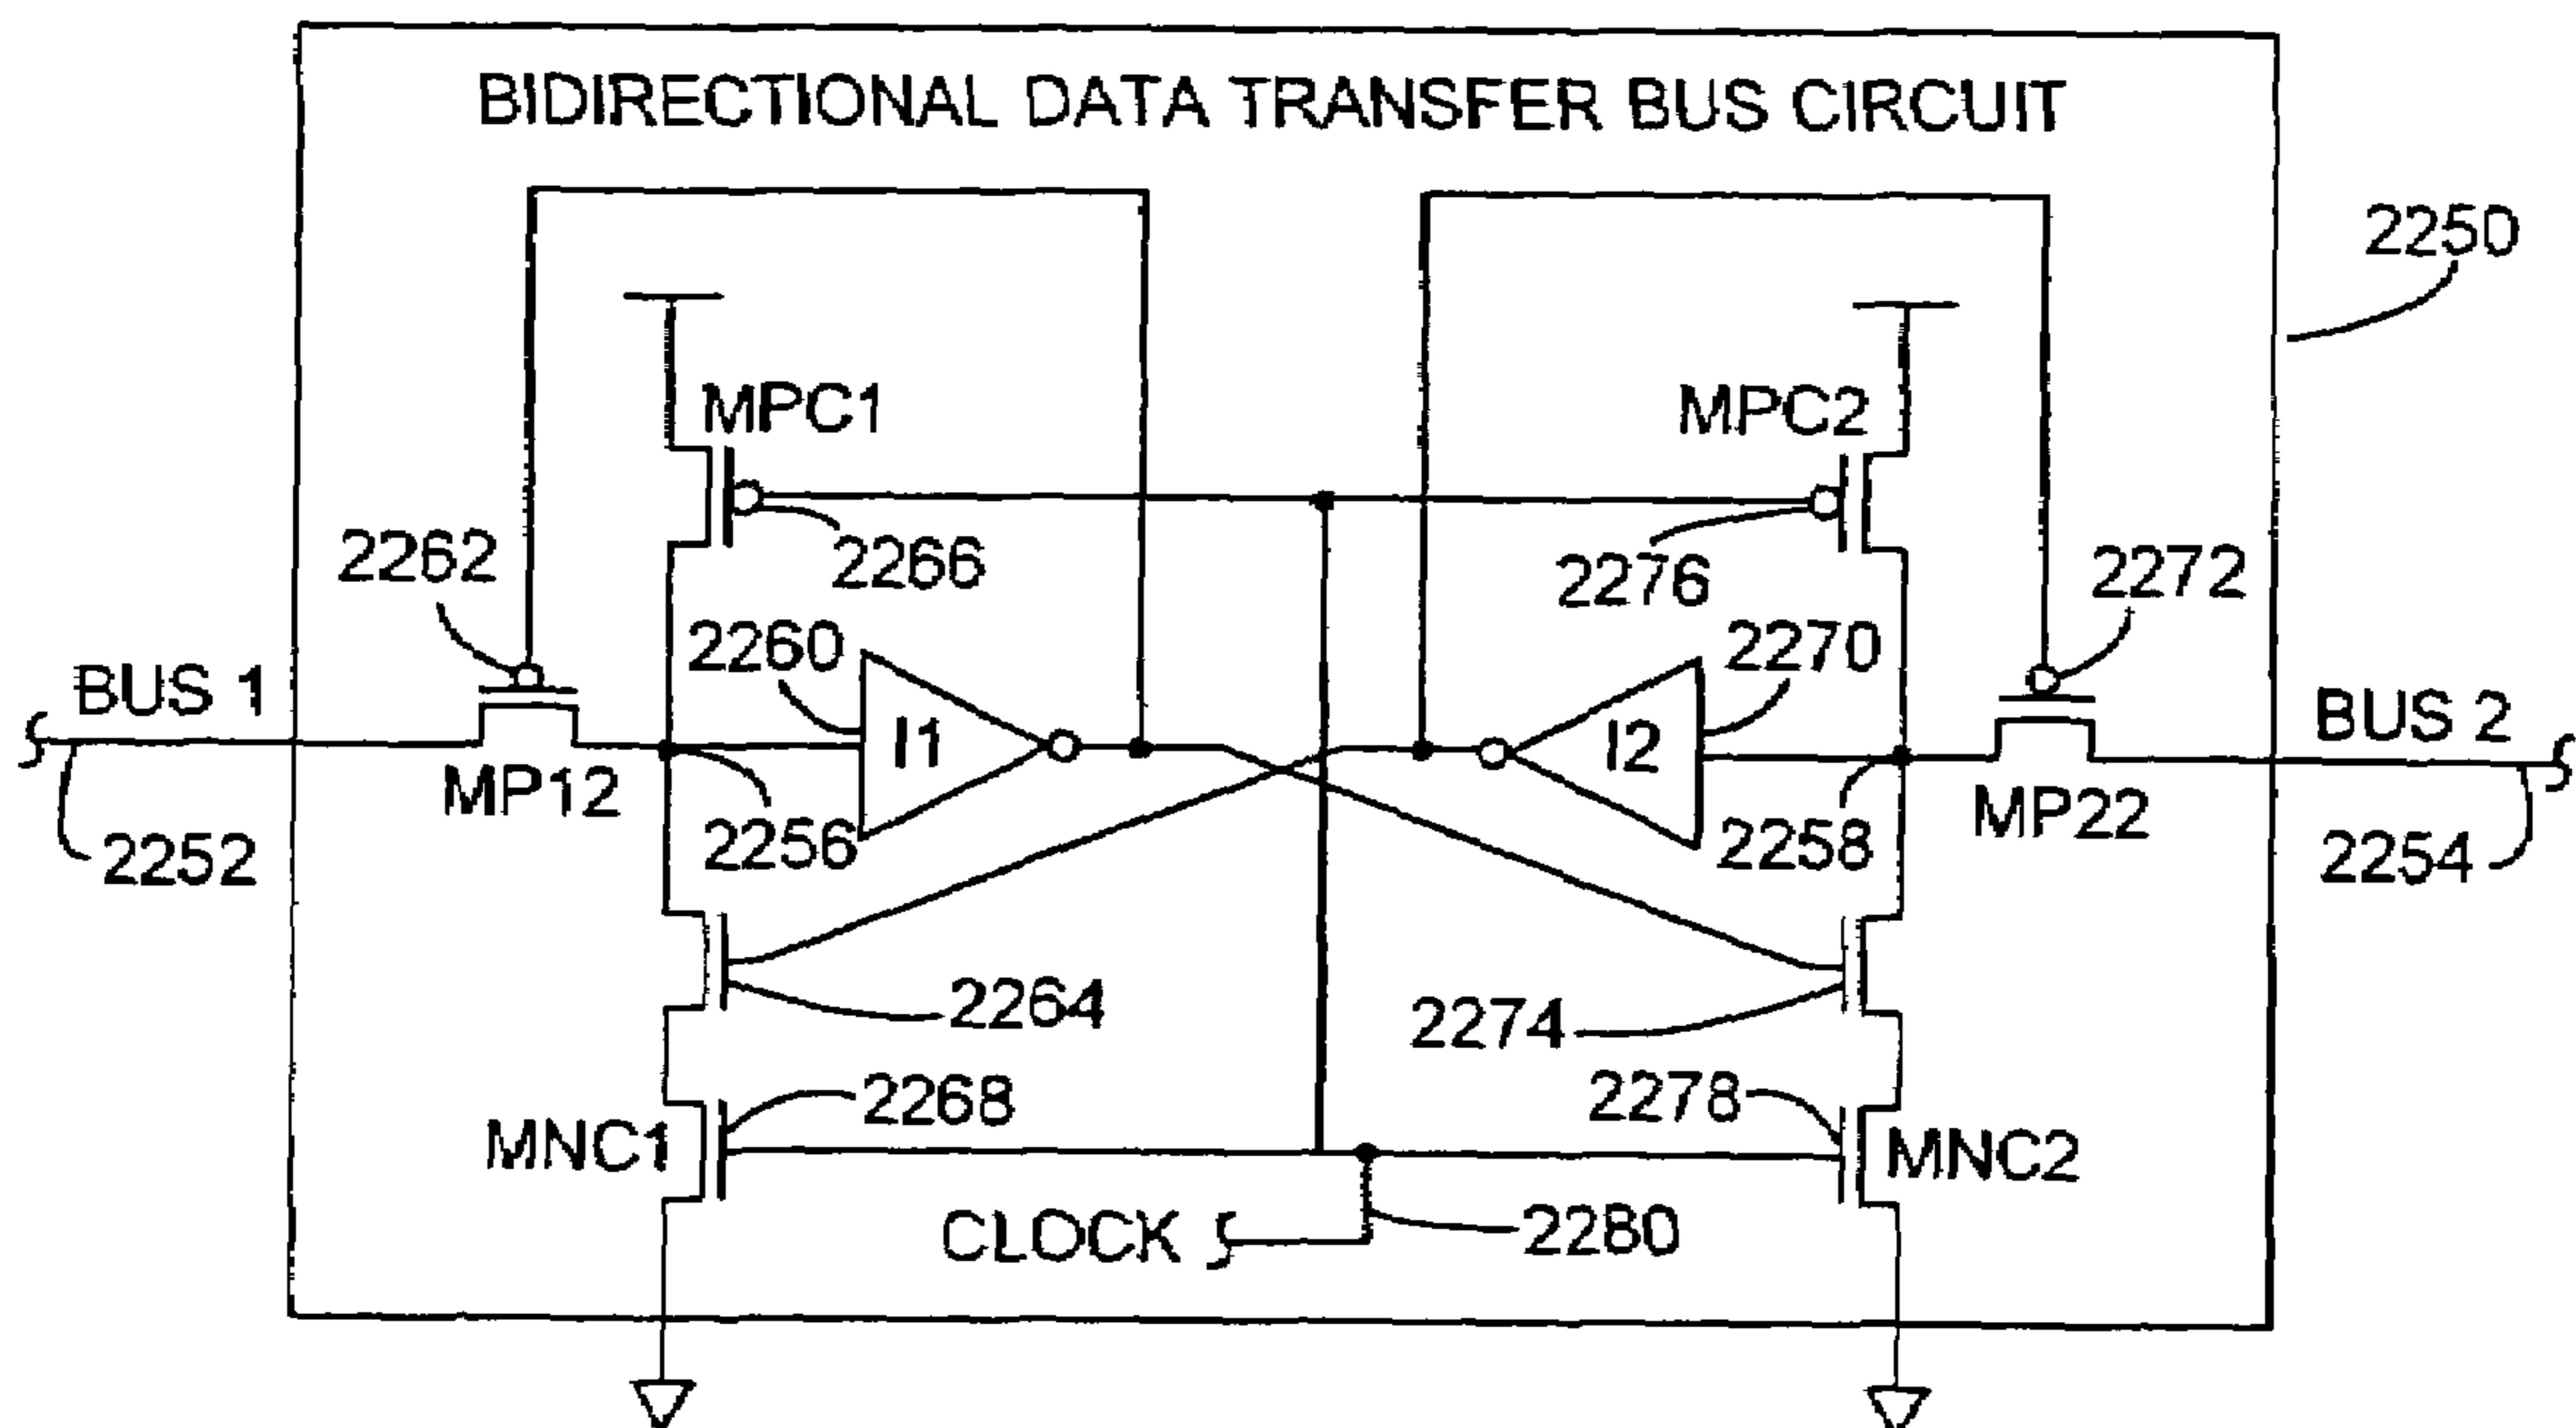 BIDIRECTIONAL DATA TRANSFER BUS CIRCUIT
2250
MPC1
MPC2
2262
2266
2276
2272
BUS 1
2260
I1
2270
I2
BUS 2
MP12
2252
2256
2258
MP22
2254
2264
2274
MNC1
2268
2278
MNC2
CLOCK
2280